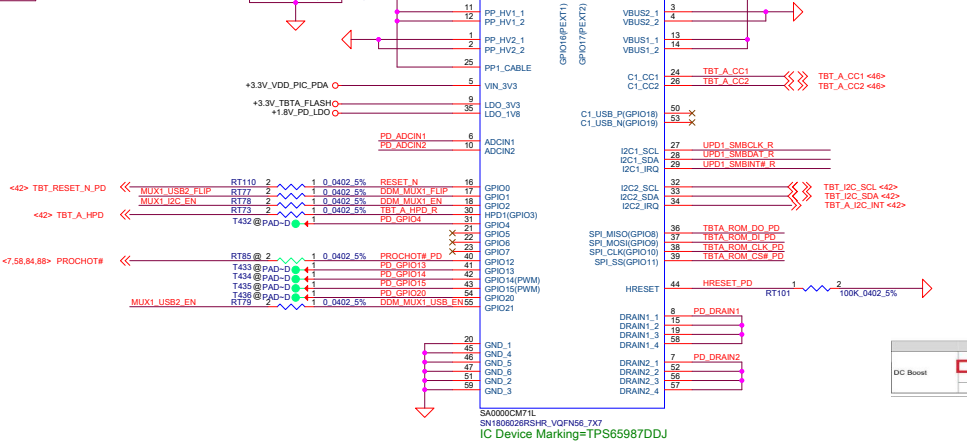 11 PP_HV1_1
12 PP_HV1_2
1 PP_HV2_1
2 PP_HV2_2
25 PP1_CABLE
+3.3V_VDD_PIC_PDA 5 VIN_3V3
+3.3V_TBTA_FLASH 9 LDO_3V3
+1.8V_PD_LDO 35 LDO_1V8
PD_ADCIN1 6 ADCIN1
PD_ADCIN2 10 ADCIN2
<42> TBT_RESET_N_PD RT110 2 1 0_0402_5% RESET_N 16 GPIO0
MUX1_USB2_FLIP RT77 2 1 0_0402_5% DDM_MUX1_FLIP 17 GPIO1
MUX1_I2C_EN RT78 2 1 0_0402_5% DDM_MUX1_EN 18 GPIO2
<42> TBT_A_HPD RT73 2 1 0_0402_5% TBT_A_HPD_R 30 HPD1(GPIO3)
T432@PAD~D 1 PD_GPIO4 31 GPIO4
21 GPIO5
22 GPIO6
23 GPIO7
<7,58,84,88> PROCHOT# RT85@ 2 1 0_0402_5% PROCHOT#_PD 40 GPIO12
T433@PAD~D 1 PD_GPIO13 41 GPIO13
T434@PAD~D 1 PD_GPIO14 42 GPIO14(PWM)
T435@PAD~D 1 PD_GPIO15 43 GPIO15(PWM)
T436@PAD~D 1 PD_GPIO20 54 GPIO20
MUX1_USB2_EN RT79 2 1 0_0402_5% DDM_MUX1_USB_EN 55 GPIO21
20 GND_1
45 GND_4
46 GND_5
47 GND_6
51 GND_2
59 GND_3
GPIO16(PEXT1)
GPIO17(PEXT2)
VBUS2_1 3
VBUS2_2 4
VBUS1_1 13
VBUS1_2 14
C1_CC1 24 TBT_A_CC1 TBT_A_CC1 <46>
C1_CC2 26 TBT_A_CC2 TBT_A_CC2 <46>
C1_USB_P(GPIO18) 50
C1_USB_N(GPIO19) 53
I2C1_SCL 27 UPD1_SMBCLK_R
I2C1_SDA 28 UPD1_SMBDAT_R
I2C1_IRQ 29 UPD1_SMBINT#_R
I2C2_SCL 32 TBT_I2C_SCL <42>
I2C2_SDA 33 TBT_I2C_SDA <42>
I2C2_IRQ 34 TBT_A_I2C_INT <42>
SPI_MISO(GPIO8) 36 TBTA_ROM_DO_PD
SPI_MOSI(GPIO9) 37 TBTA_ROM_DI_PD
SPI_CLK(GPIO10) 38 TBTA_ROM_CLK_PD
SPI_SS(GPIO11) 39 TBTA_ROM_CS#_PD
HRESET 44 HRESET_PD RT101 1 2 100K_0402_5%
DRAIN1_1 8 PD_DRAIN1
DRAIN1_2 15
DRAIN1_3 19
DRAIN1_4 58
DRAIN2_1 7 PD_DRAIN2
DRAIN2_2 52
DRAIN2_3 56
DRAIN2_4 57
DC Boost
SA0000CM71L
SN1806026RSHR_VQFN56_7X7
IC Device Marking=TPS65987DDJ